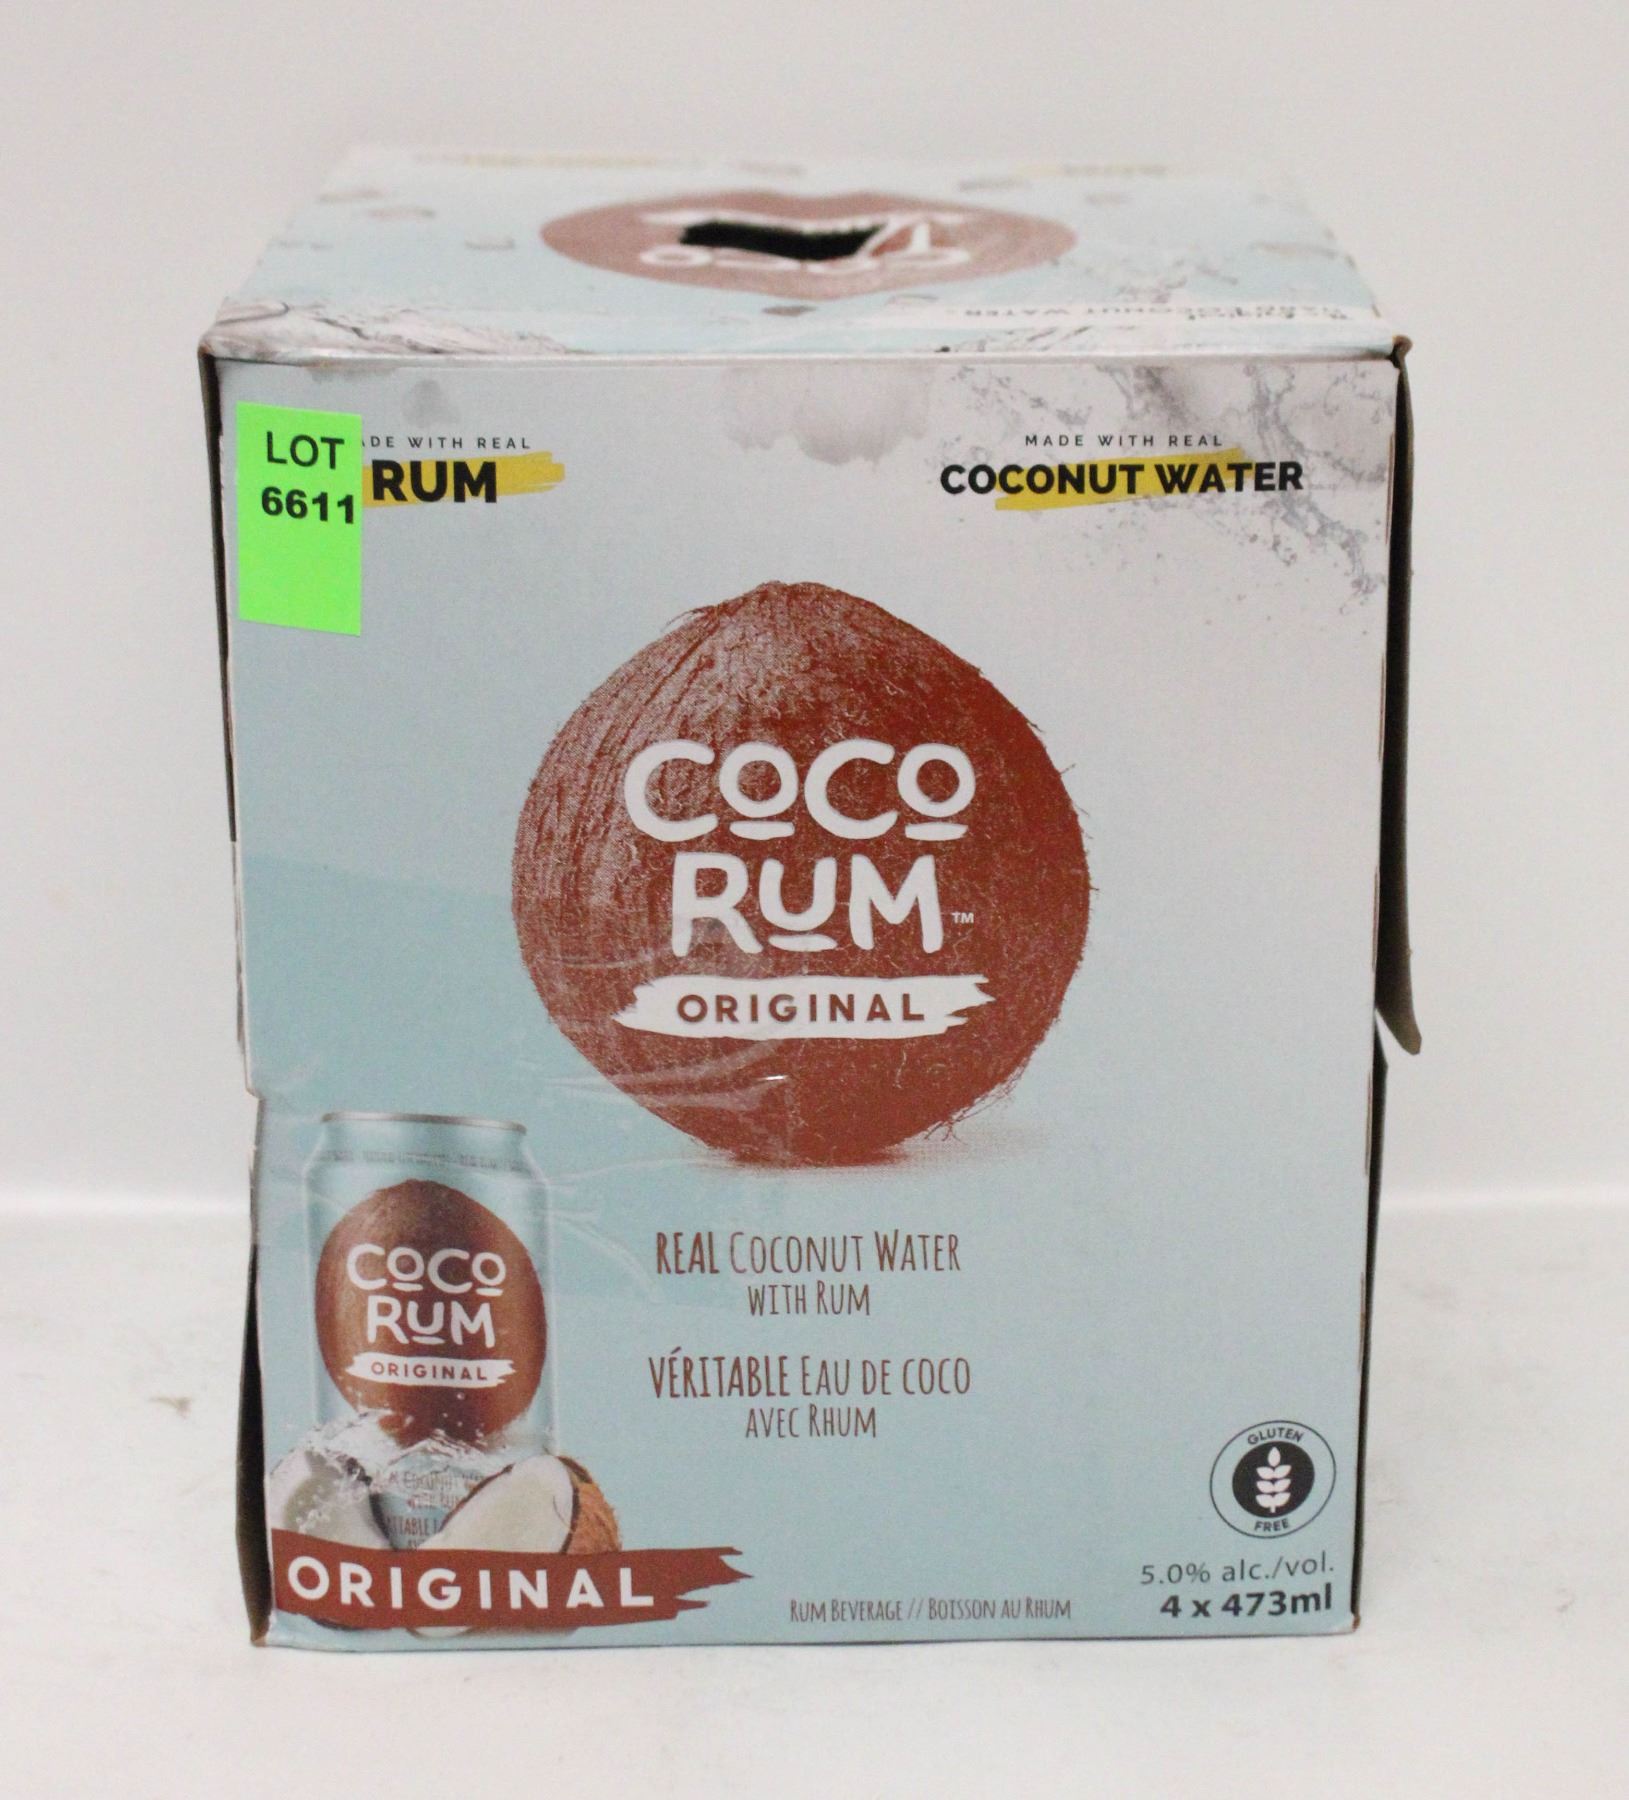 COCO
LOT
6611
ADE WITH REAL
RUM
MADE WITH REAL
COCONUT WATER
COCO
RUM™
ORIGINAL
COCO
RUM
ORIGINAL
REAL COCONUT WATER
WITH RUM
VÉRITABLE EAU DE COCO
AVEC RHUM
GLUTEN
FREE
ORIGINAL
RUM BEVERAGE // BOISSON AU RHUM
5.0% alc./vol.
4 x 473ml